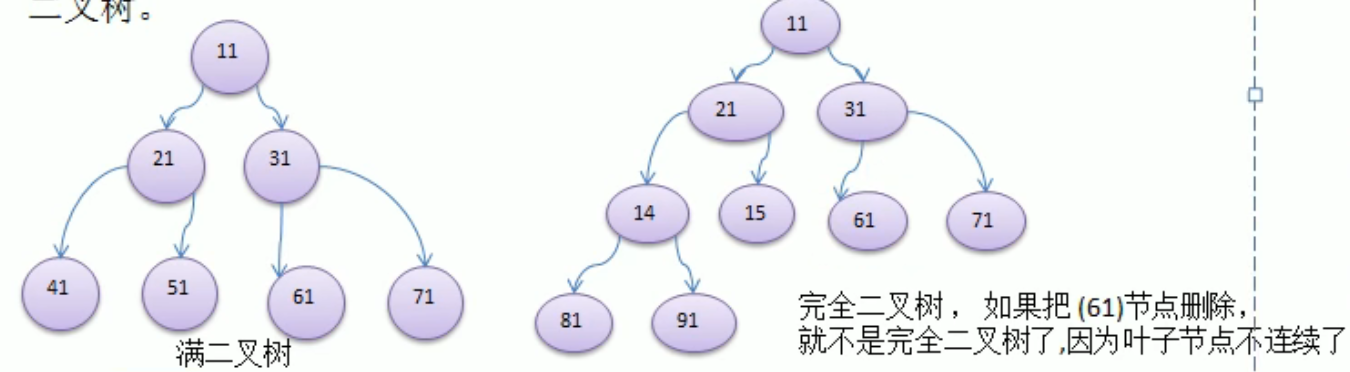 二叉树。
11
21 31
41 51 61 71
满二叉树
11
21 31
14 15 61 71
81 91
完全二叉树， 如果把 (61)节点删除，
就不是完全二叉树了,因为叶子节点不连续了